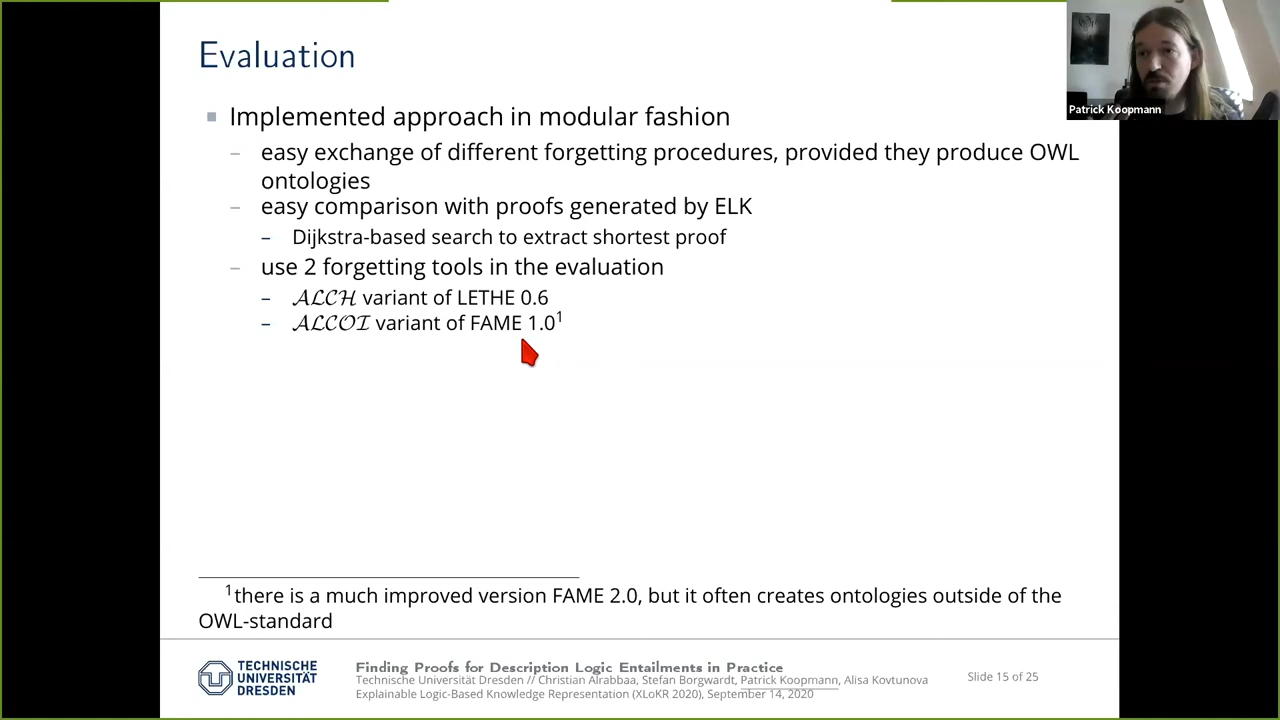 Evaluation
Patrick Koopmann
Implemented approach in modular fashion
– easy exchange of different forgetting procedures, provided they produce OWL
ontologies
– easy comparison with proofs generated by ELK
– Dijkstra-based search to extract shortest proof
– use 2 forgetting tools in the evaluation
– 𝒜ℒ𝒞ℋ variant of LETHE 0.6
– 𝒜ℒ𝒞𝒪ℐ variant of FAME 1.0¹
¹there is a much improved version FAME 2.0, but it often creates ontologies outside of the
OWL-standard
TECHNISCHE
UNIVERSITÄT
DRESDEN
Finding Proofs for Description Logic Entailments in Practice
Technische Universität Dresden // Christian Alrabbaa, Stefan Borgwardt, Patrick Koopmann, Alisa Kovtunova
Explainable Logic-Based Knowledge Representation (XLoKR 2020), September 14, 2020
Slide 15 of 25